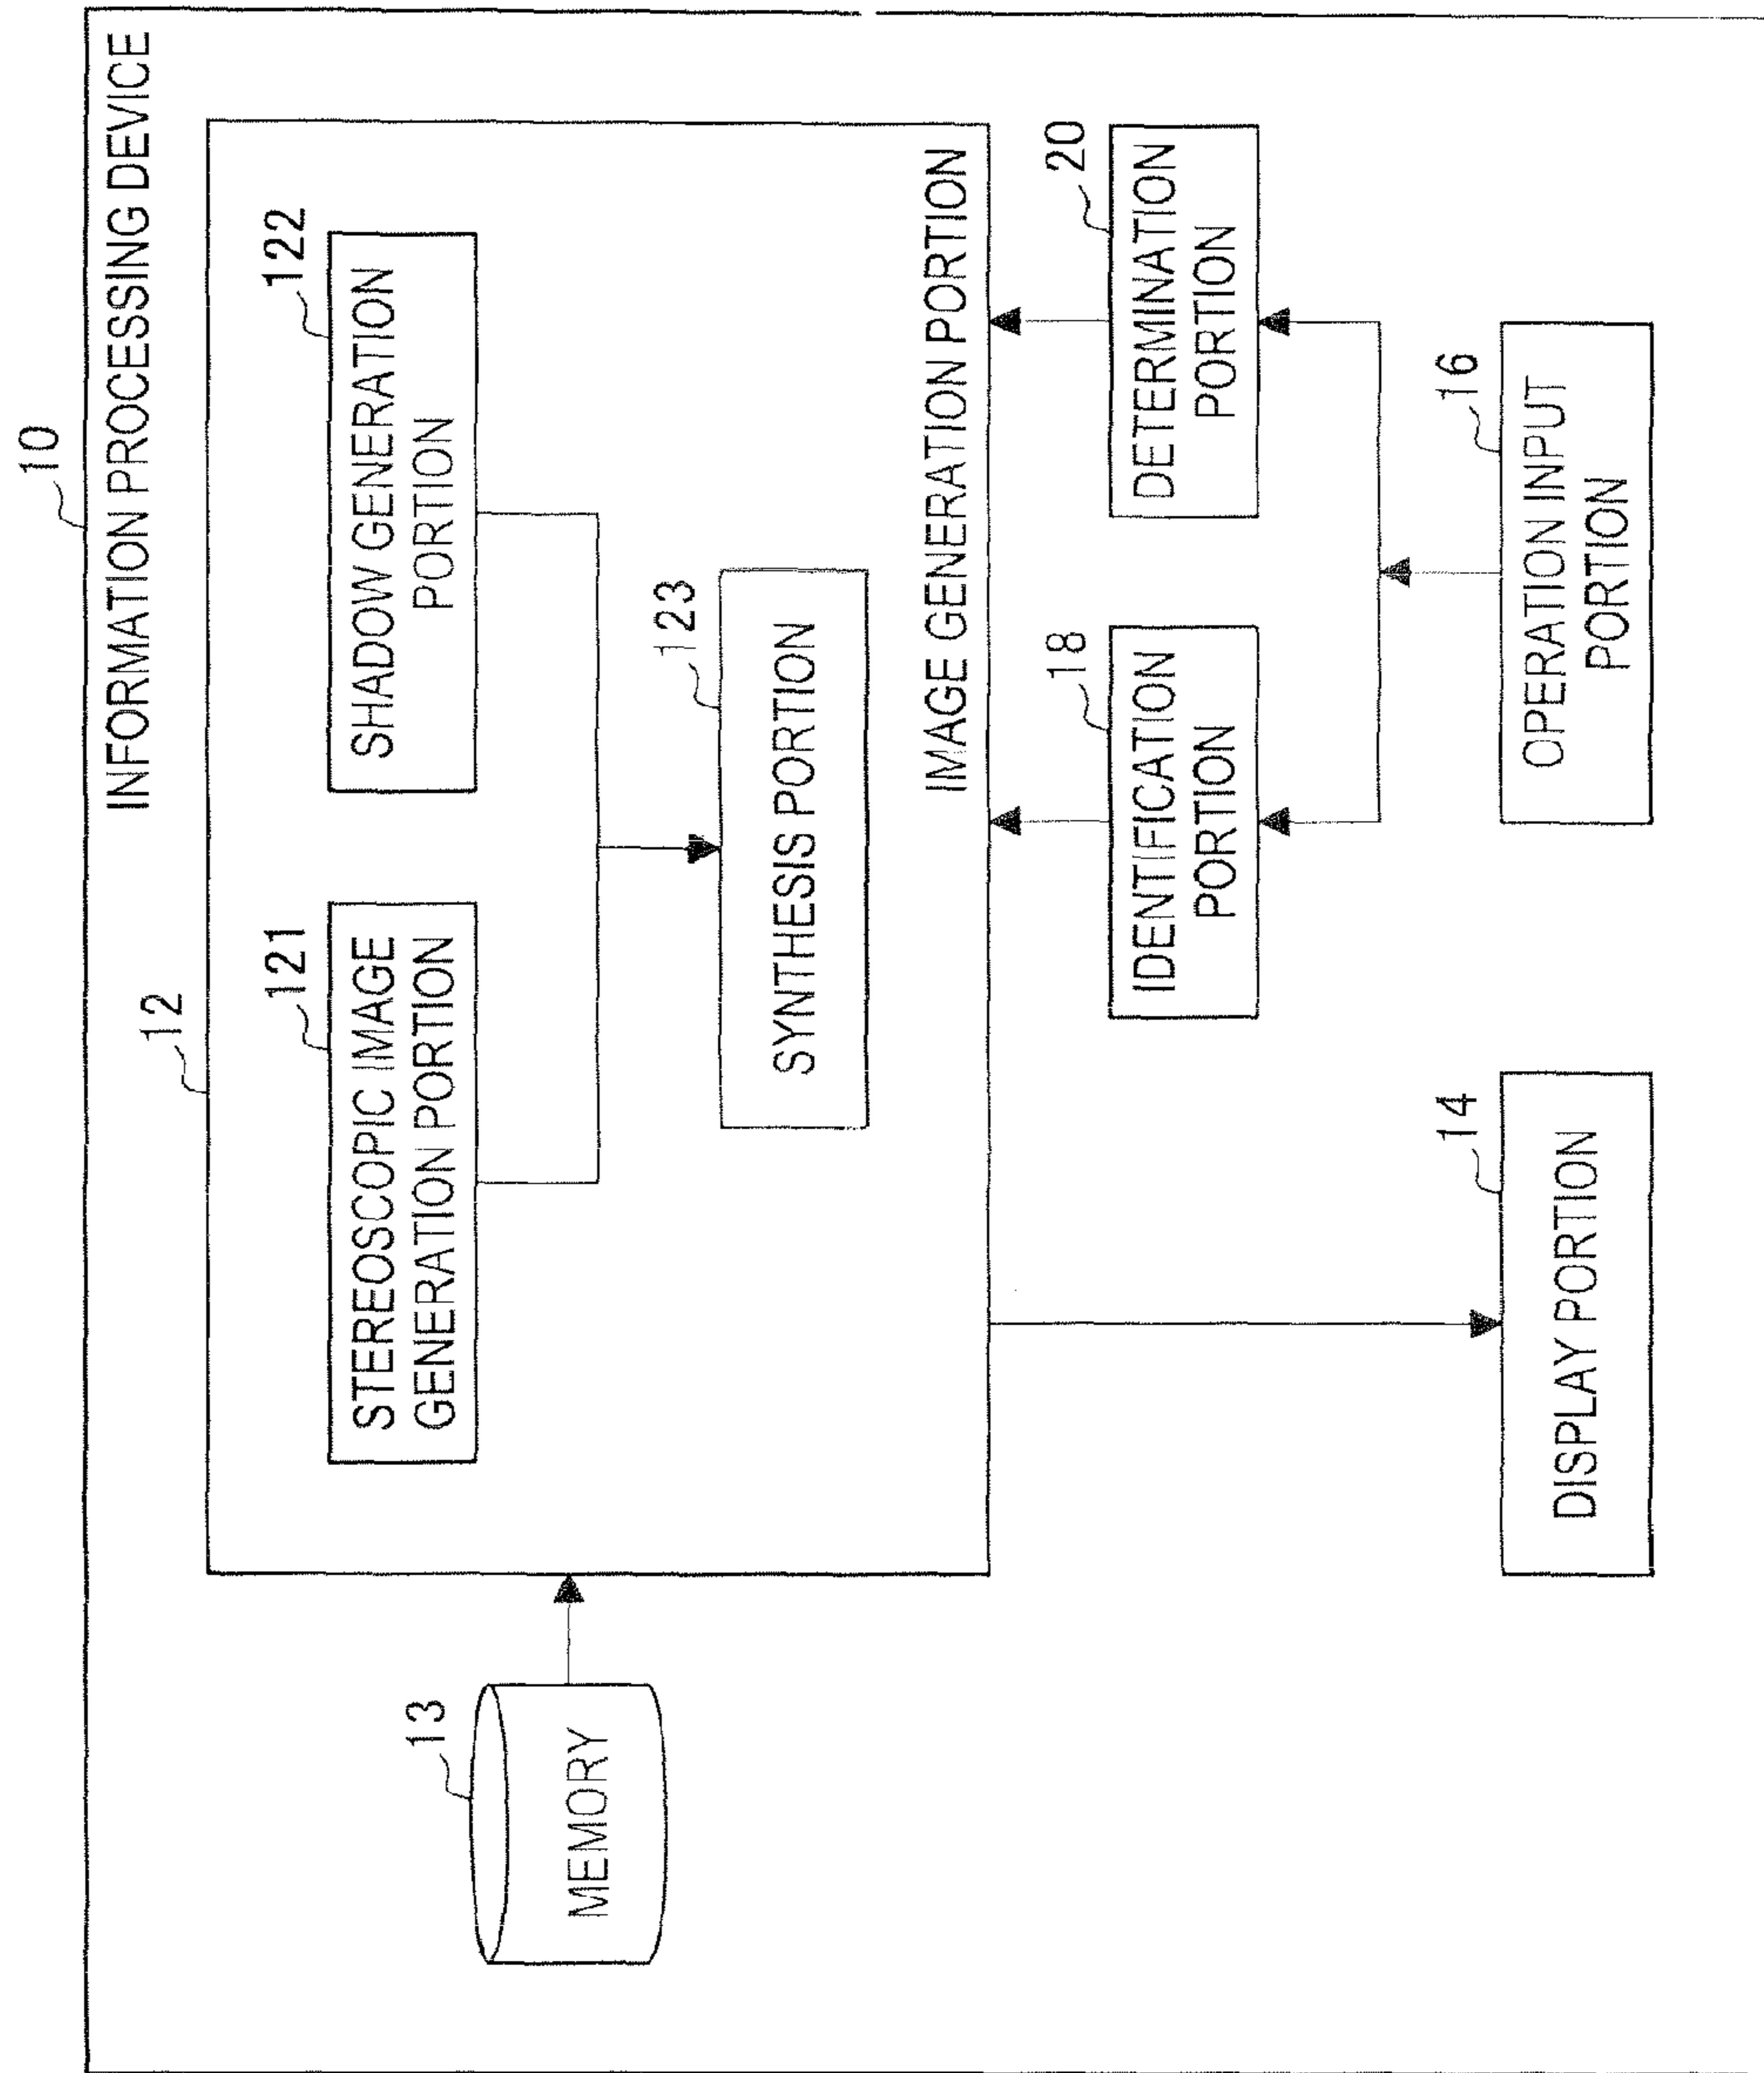 10
INFORMATION PROCESSING DEVICE
12
121
STEREOSCOPIC IMAGE
GENERATION PORTION
122
SHADOW GENERATION
PORTION
13
MEMORY
123
SYNTHESIS PORTION
IMAGE GENERATION PORTION
18
IDENTIFICATION
PORTION
20
DETERMINATION
PORTION
14
DISPLAY PORTION
16
OPERATION INPUT
PORTION